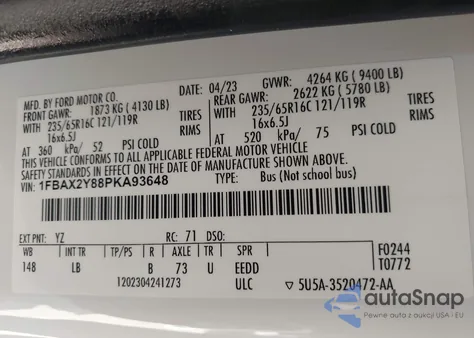 MFD. BY FORD MOTOR CO. DATE: 04/23 GVWR: 4264 KG (9400 LB)
FRONT GAWR: 1873 KG (4130 LB) REAR GAWR: 2622 KG (5780 LB)
WITH 235/65R16C 121/119R TIRES WITH 235/65R16C 121/119R TIRES
16x6.5J RIMS 16x6.5J RIMS
AT 360 kPa/ 52 PSI COLD AT 520 kPa/ 75 PSI COLD
THIS VEHICLE CONFORMS TO ALL APPLICABLE FEDERAL MOTOR VEHICLE
SAFETY STANDARDS IN EFFECT ON THE DATE OF MANUFACTURE SHOWN ABOVE.
VIN: 1FBAX2Y88PKA93648 TYPE: Bus (Not school bus)
EXT PNT: YZ RC: 71 DSO:
WB INT TR TP/PS R AXLE TR SPR F0244
148 LB B 73 U EEDD T0772
1202304241273 ULC ▽ 5U5A-3520472-AA
autaSnap
Pewne auta z USA i EU